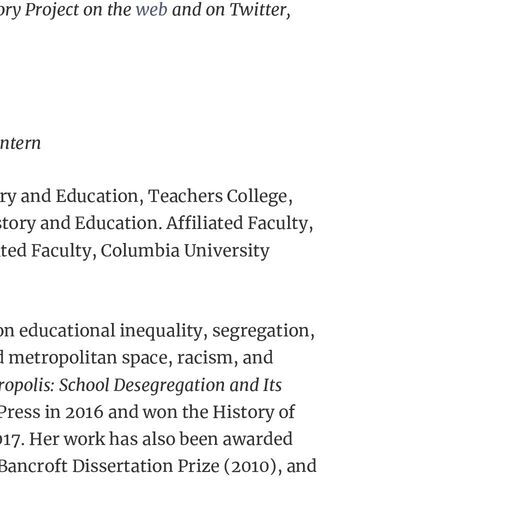 ory Project on the web and on Twitter,
ntern
ry and Education, Teachers College,
story and Education. Affiliated Faculty,
ted Faculty, Columbia University
on educational inequality, segregation,
d metropolitan space, racism, and
ropolis: School Desegregation and Its
Press in 2016 and won the History of
017. Her work has also been awarded
Bancroft Dissertation Prize (2010), and